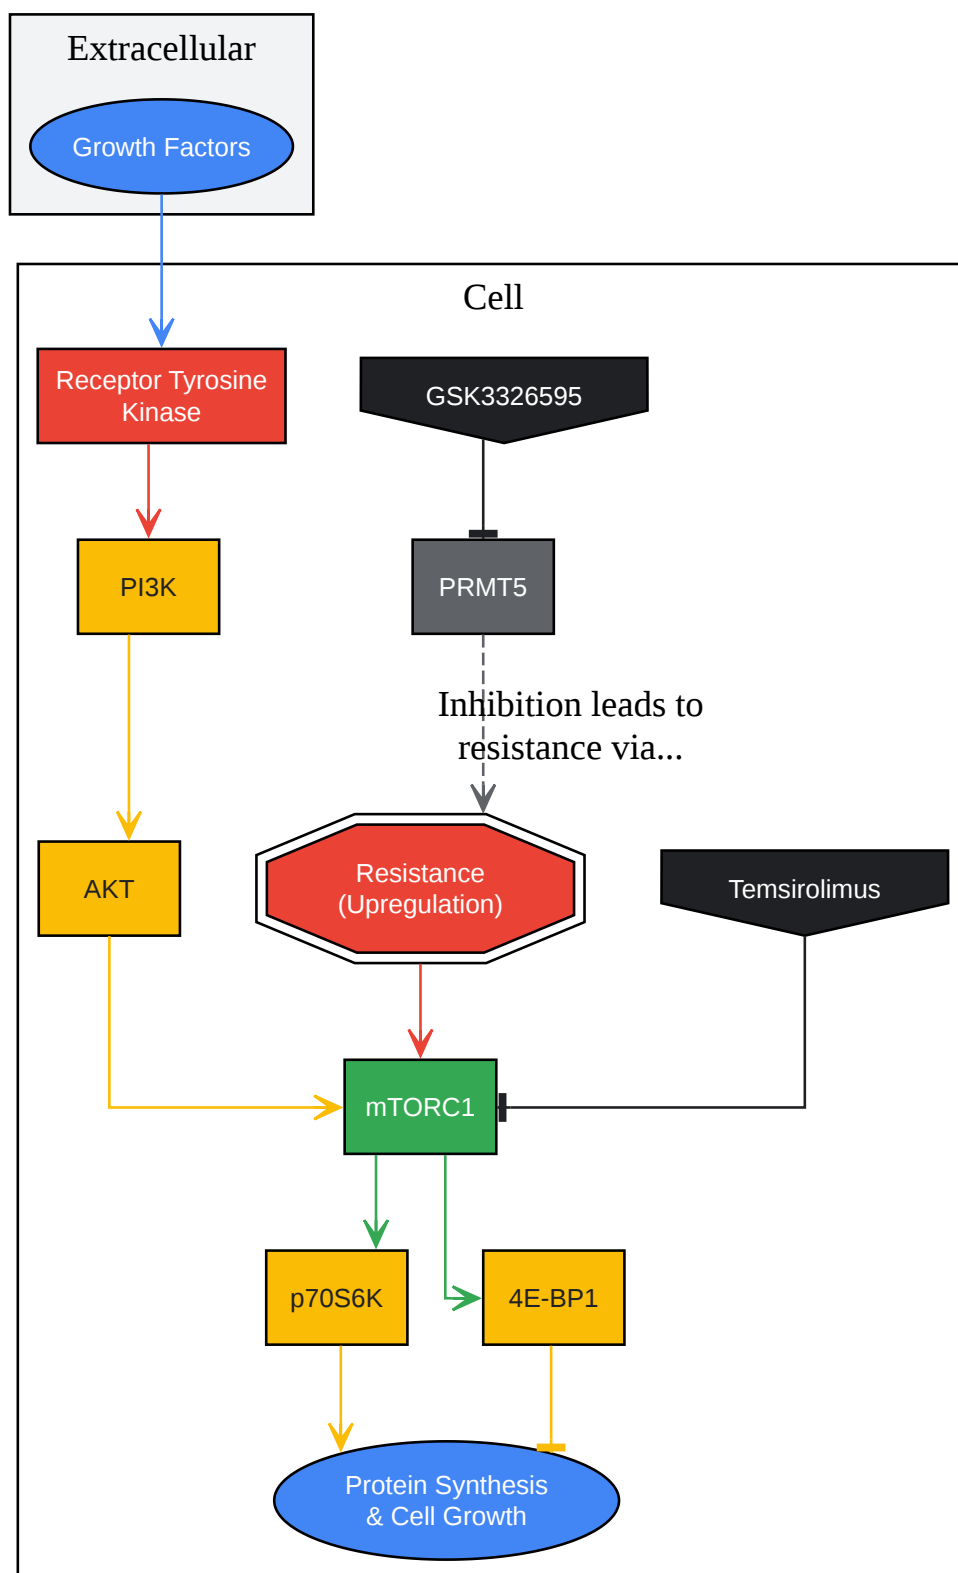 Extracellular
Growth Factors
Cell
Receptor Tyrosine
Kinase
GSK3326595
PI3K
PRMT5
Inhibition leads to
resistance via...
AKT
Resistance
(Upregulation)
Temsirolimus
mTORC1
p70S6K
4E-BP1
Protein Synthesis
& Cell Growth